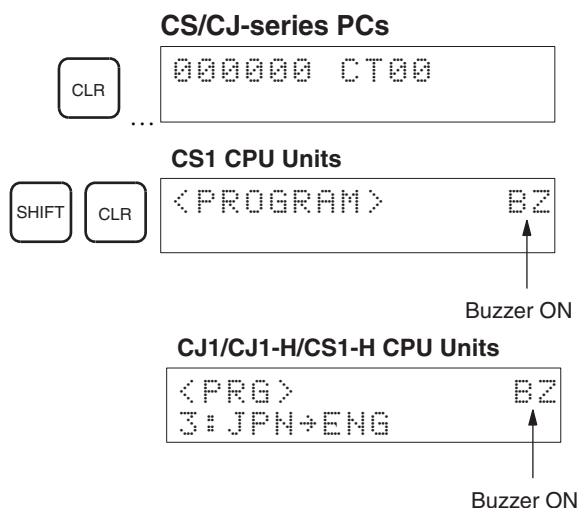 CS/CJ-series PCs
CLR
000000 CT00
...
CS1 CPU Units
SHIFT CLR
<PROGRAM> BZ
Buzzer ON
CJ1/CJ1-H/CS1-H CPU Units
<PRG> BZ
3:JPN→ENG
Buzzer ON